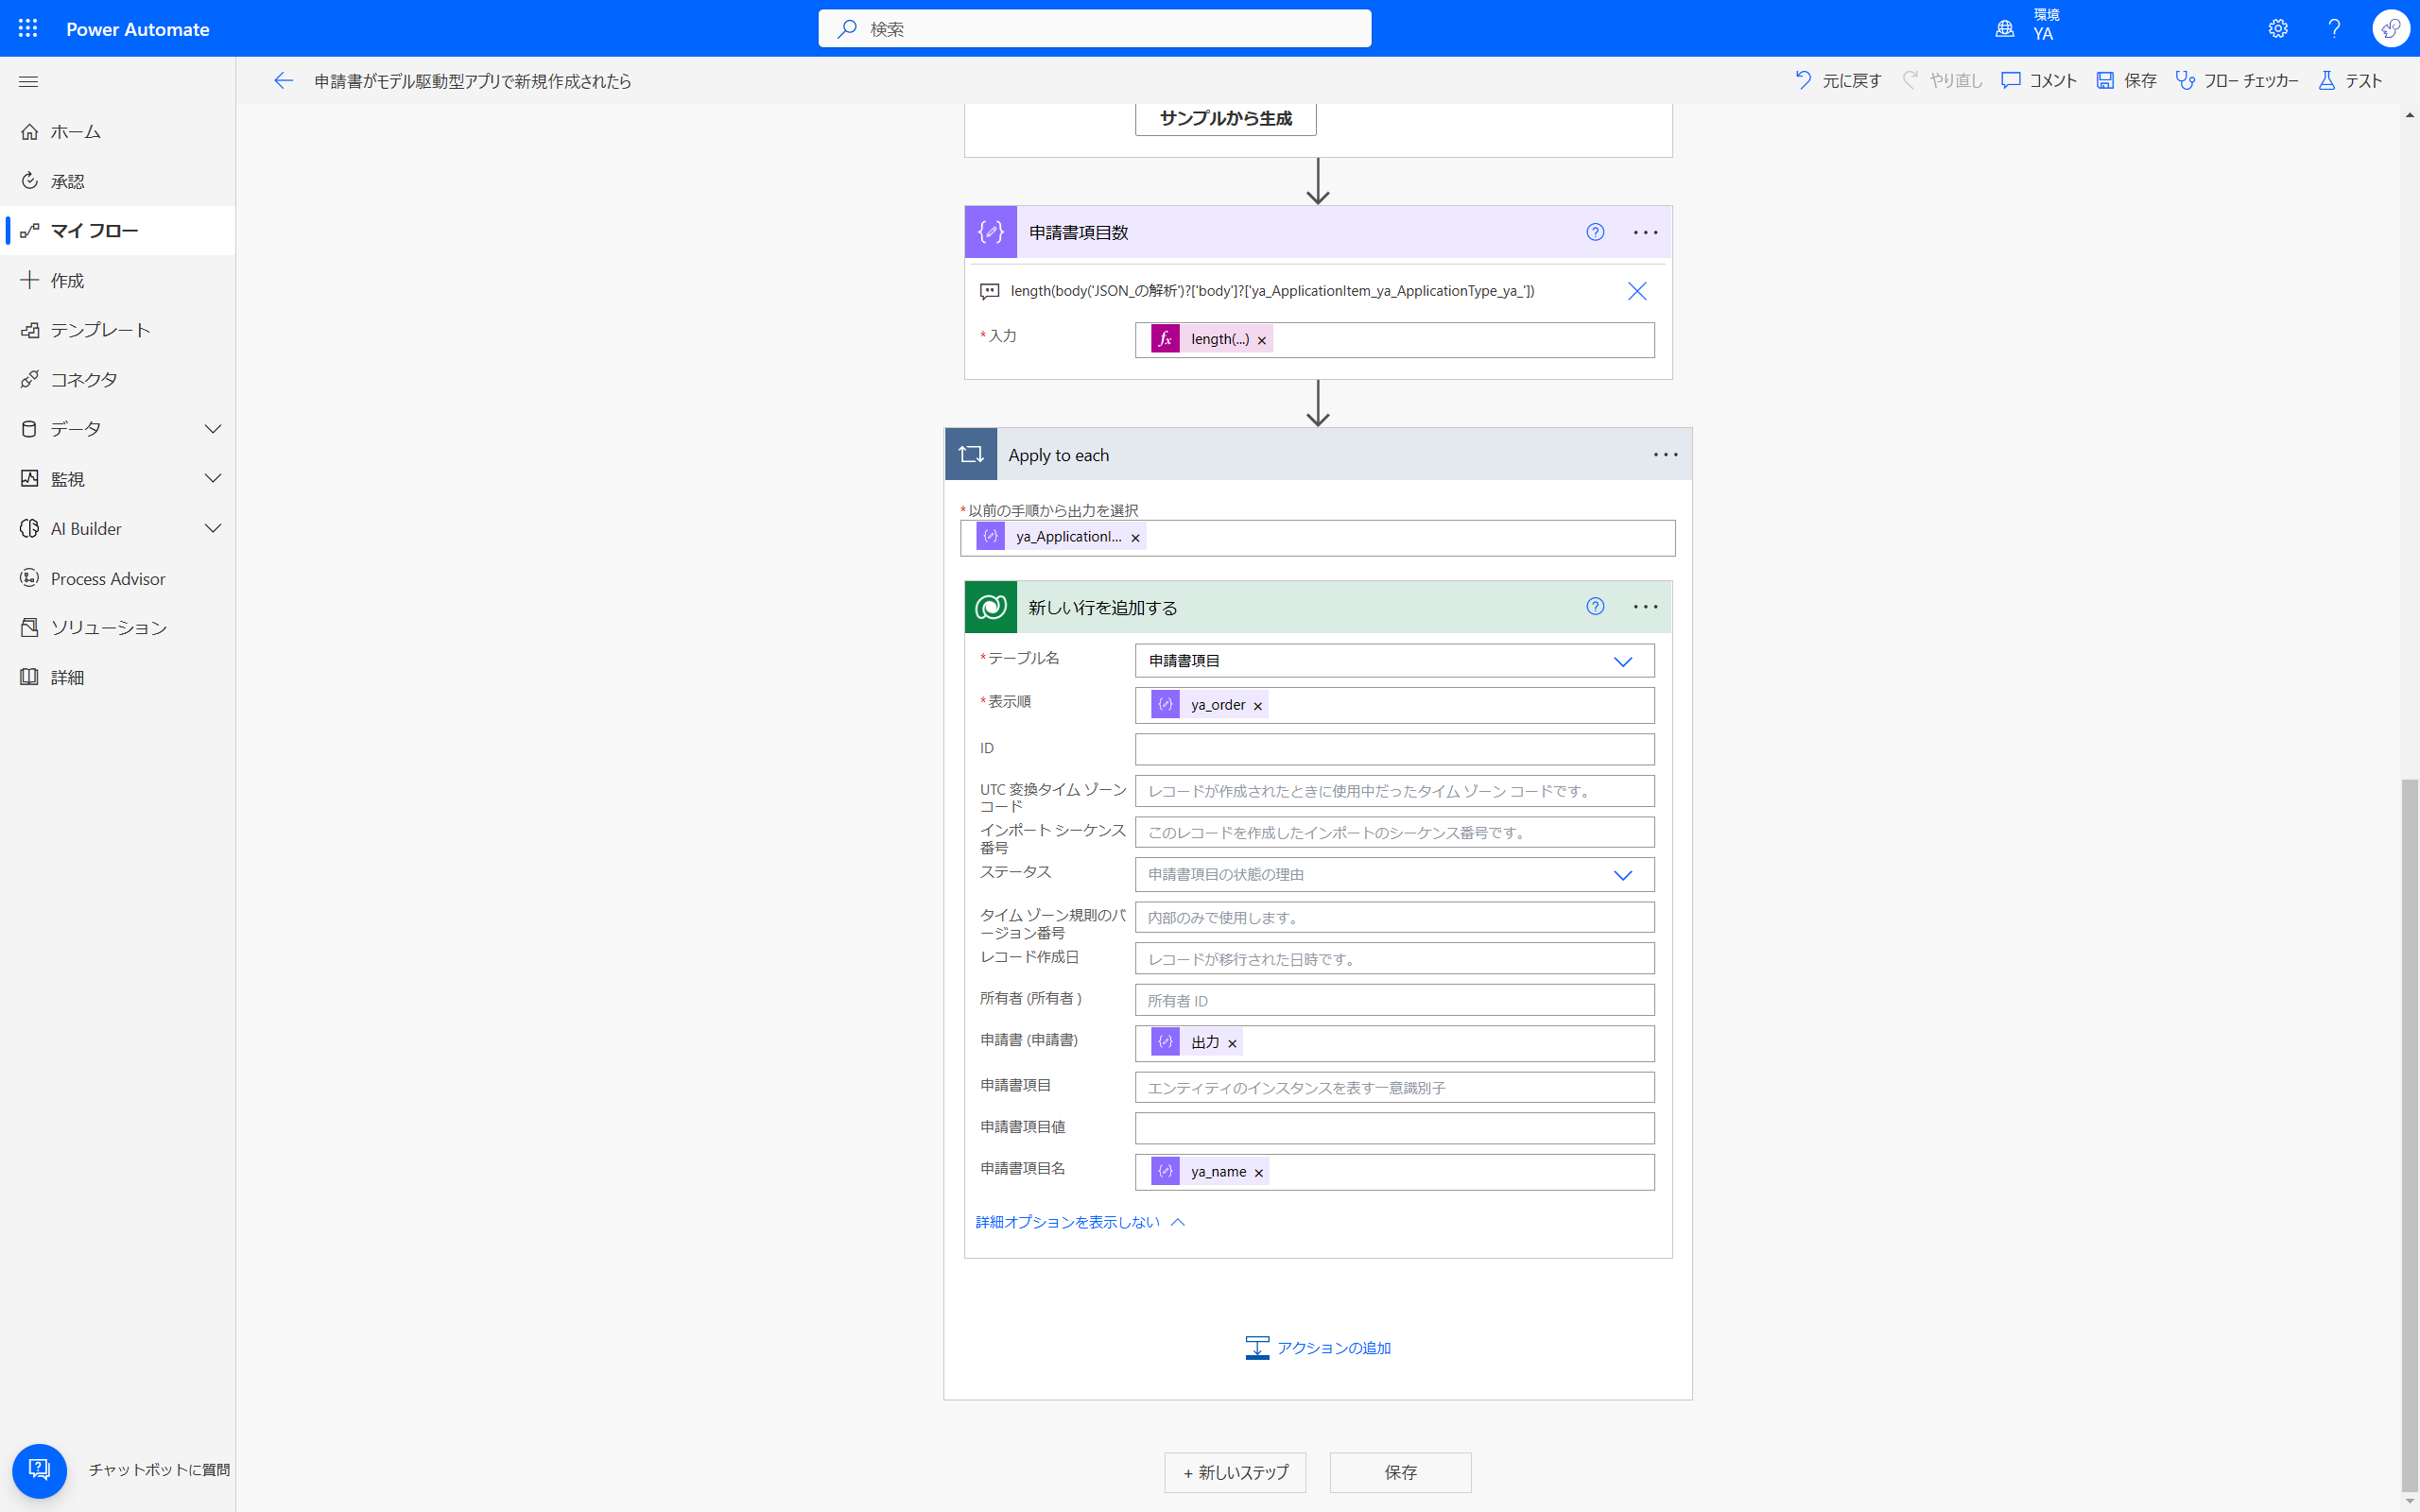 Power Automate
検索
環境
YA
申請書がモデル駆動型アプリで新規作成されたら
元に戻す
やり直し
コメント
保存
フロー チェッカー
テスト
ホーム
承認
マイ フロー
作成
テンプレート
コネクタ
データ
監視
AI Builder
Process Advisor
ソリューション
詳細
サンプルから生成
申請書項目数
length(body('JSON_の解析')?['body']?['ya_ApplicationItem_ya_ApplicationType_ya_'])
*入力
fx length(...) ×
Apply to each
*以前の手順から出力を選択
ya_ApplicationI... ×
新しい行を追加する
*テーブル名
申請書項目
*表示順
ya_order ×
ID
UTC 変換タイム ゾーン
コード
レコードが作成されたときに使用中だったタイム ゾーン コードです。
インポート シーケンス
番号
このレコードを作成したインポートのシーケンス番号です。
ステータス
申請書項目の状態の理由
タイム ゾーン規則のバ
ージョン番号
内部のみで使用します。
レコード作成日
レコードが移行された日時です。
所有者 (所有者 )
所有者 ID
申請書 (申請書)
出力 ×
申請書項目
エンティティのインスタンスを表す一意識別子
申請書項目値
申請書項目名
ya_name ×
詳細オプションを表示しない
アクションの追加
+ 新しいステップ
保存
チャットボットに質問